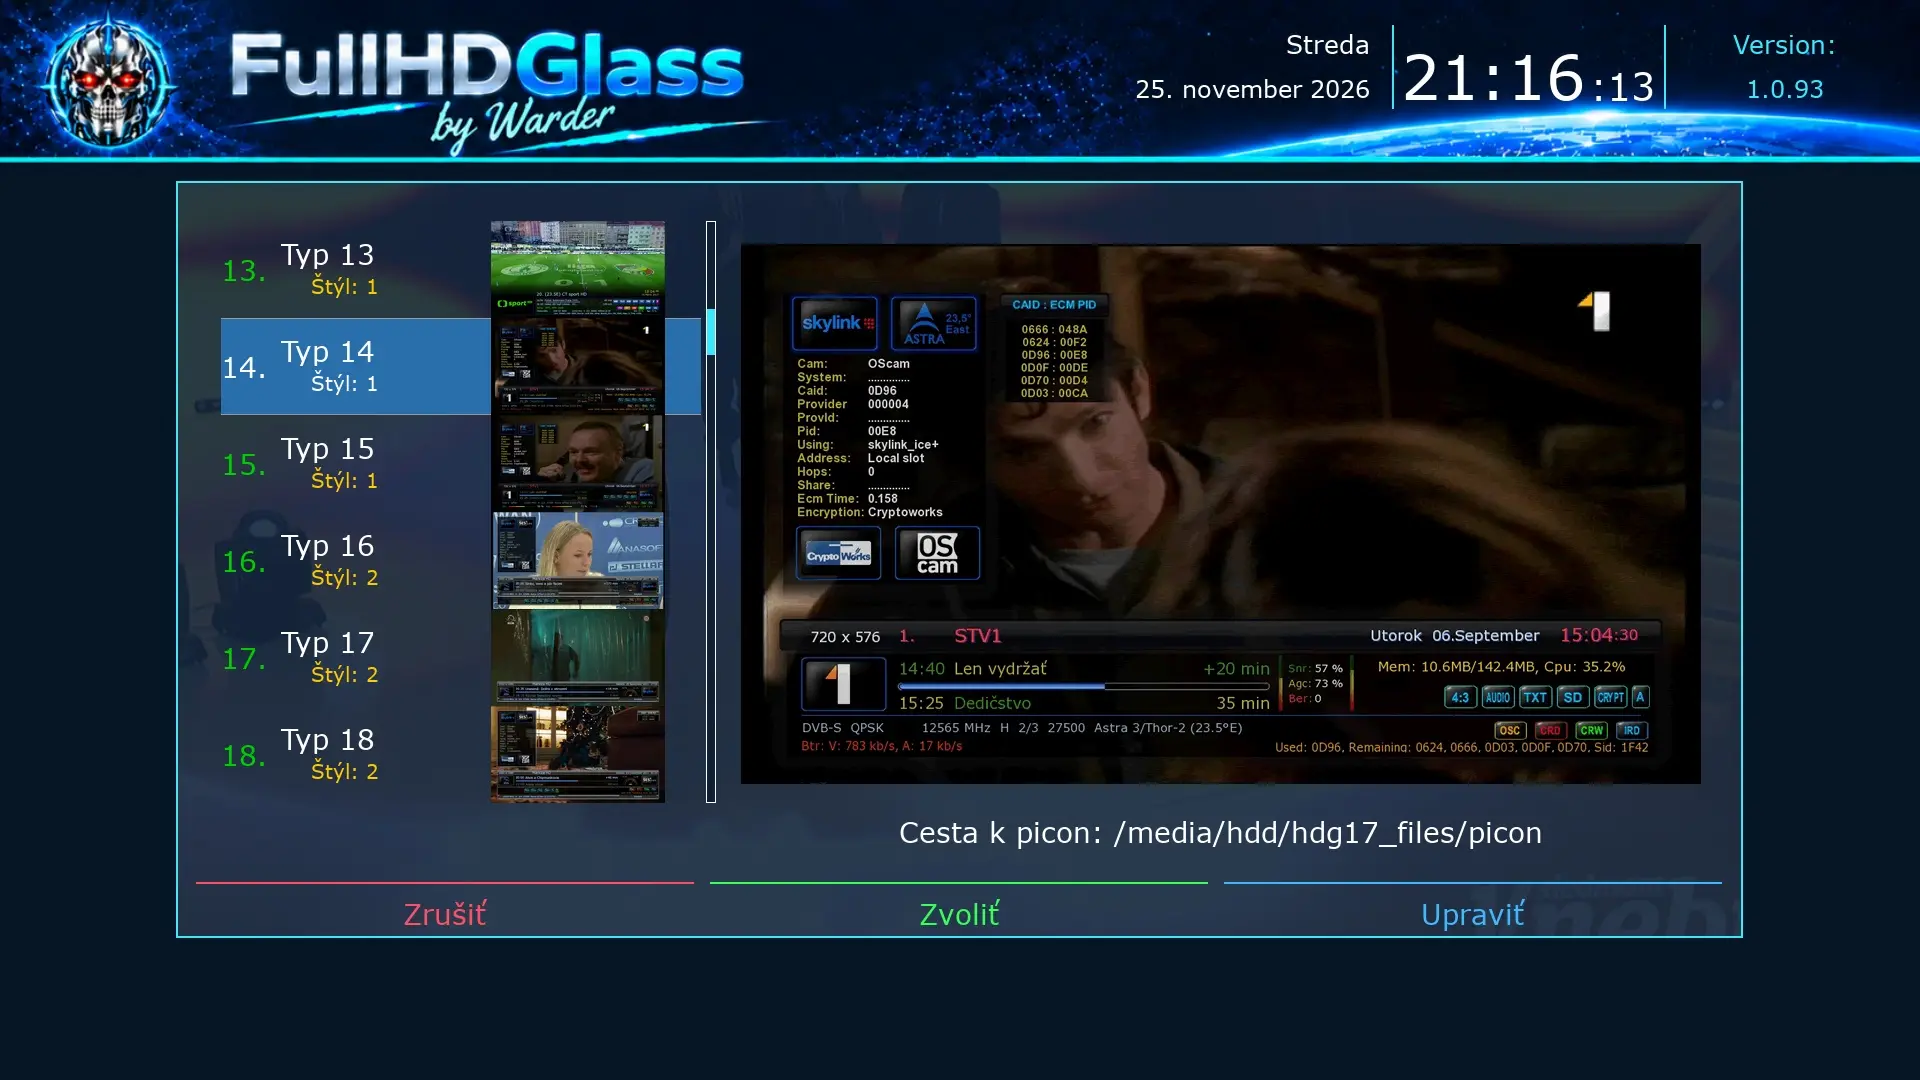 FullHDGlass
by Warder
Streda
25. november 2026
21:16:13
Version:
1.0.93
13. Typ 13
Štýl: 1
14. Typ 14
Štýl: 1
15. Typ 15
Štýl: 1
16. Typ 16
Štýl: 2
17. Typ 17
Štýl: 2
18. Typ 18
Štýl: 2
skylink
ASTRA 23,5° East
CAID : ECM PID
0666 : 048A
0624 : 00F2
0D96 : 00E8
0D0F : 00DE
0D70 : 00D4
0D03 : 00CA
Cam: OScam
System: .............
Caid: 0D96
Provider 000004
ProvId: .............
Pid: 00E8
Using: skylink_ice+
Address: Local slot
Hops: 0
Share: .............
Ecm Time: 0.158
Encryption: Cryptoworks
CryptoWorks
OS cam
1
720 x 576 1. STV1 Utorok 06.September 15:04:30
1
14:40 Len vydržať +20 min
15:25 Dedičstvo 35 min
Snr: 57 %
Agc: 73 %
Ber: 0
Mem: 10.6MB/142.4MB, Cpu: 35.2%
4:3 AUDIO TXT SD CRYPT A
DVB-S QPSK 12565 MHz H 2/3 27500 Astra 3/Thor-2 (23.5°E)
OSC CRD CRW IRD
Btr: V: 783 kb/s, A: 17 kb/s
Used: 0D96, Remaining: 0624, 0666, 0D03, 0D0F, 0D70, Sid: 1F42
Cesta k picon: /media/hdd/hdg17_files/picon
Zrušiť
Zvoliť
Upraviť